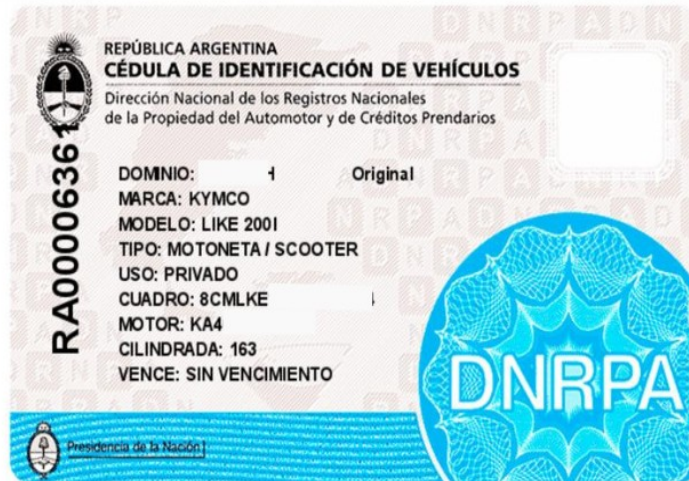 REPÚBLICA ARGENTINA
CÉDULA DE IDENTIFICACIÓN DE VEHÍCULOS
Dirección Nacional de los Registros Nacionales
de la Propiedad del Automotor y de Créditos Prendarios
RA00006361
DOMINIO: Original
MARCA: KYMCO
MODELO: LIKE 200I
TIPO: MOTONETA / SCOOTER
USO: PRIVADO
CUADRO: 8CMLKE
MOTOR: KA4
CILINDRADA: 163
VENCE: SIN VENCIMIENTO
DNRPA
Presidencia de la Nación